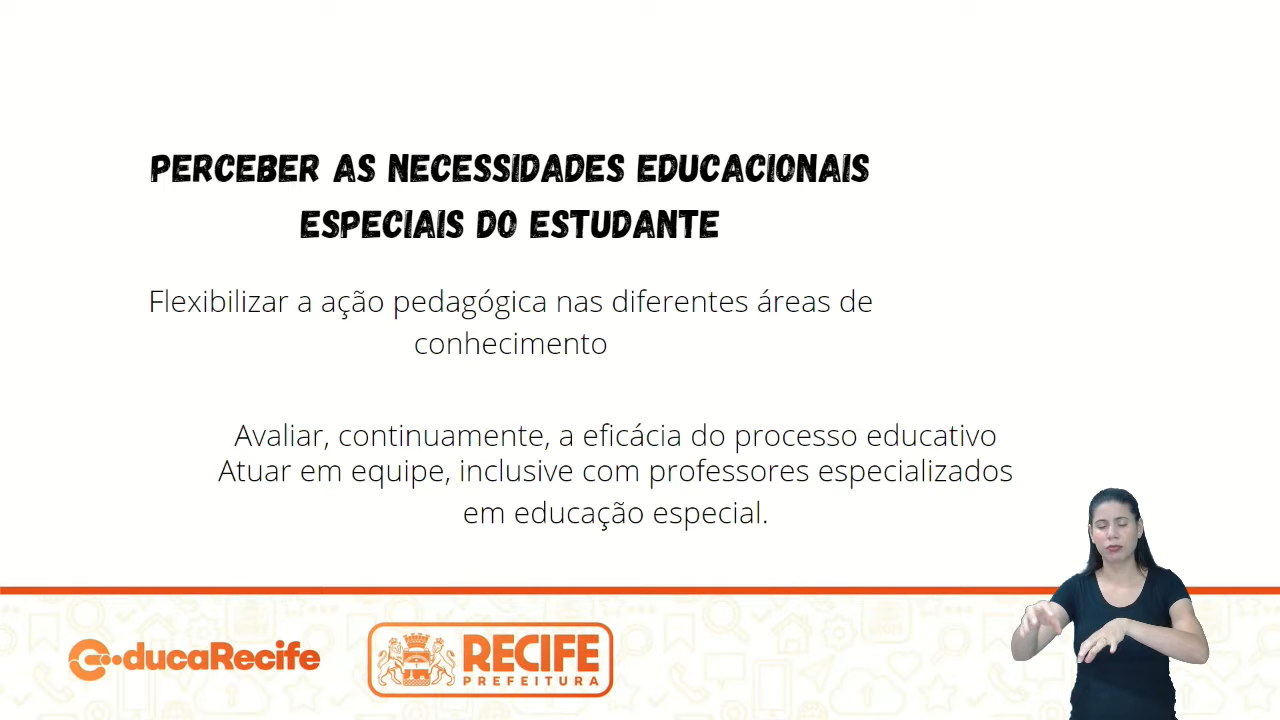 PERCEBER AS NECESSIDADES EDUCACIONAIS
ESPECIAIS DO ESTUDANTE
Flexibilizar a ação pedagógica nas diferentes áreas de
conhecimento
Avaliar, continuamente, a eficácia do processo educativo
Atuar em equipe, inclusive com professores especializados
em educação especial.
educaRecife
RECIFE
PREFEITURA